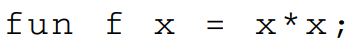 fun f x = x*x;